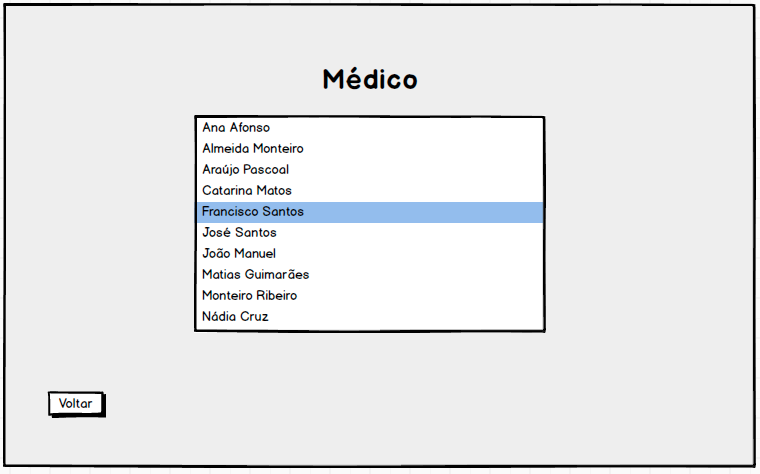 Médico
Ana Afonso
Almeida Monteiro
Araújo Pascoal
Catarina Matos
Francisco Santos
José Santos
João Manuel
Matias Guimarães
Monteiro Ribeiro
Nádia Cruz
Voltar